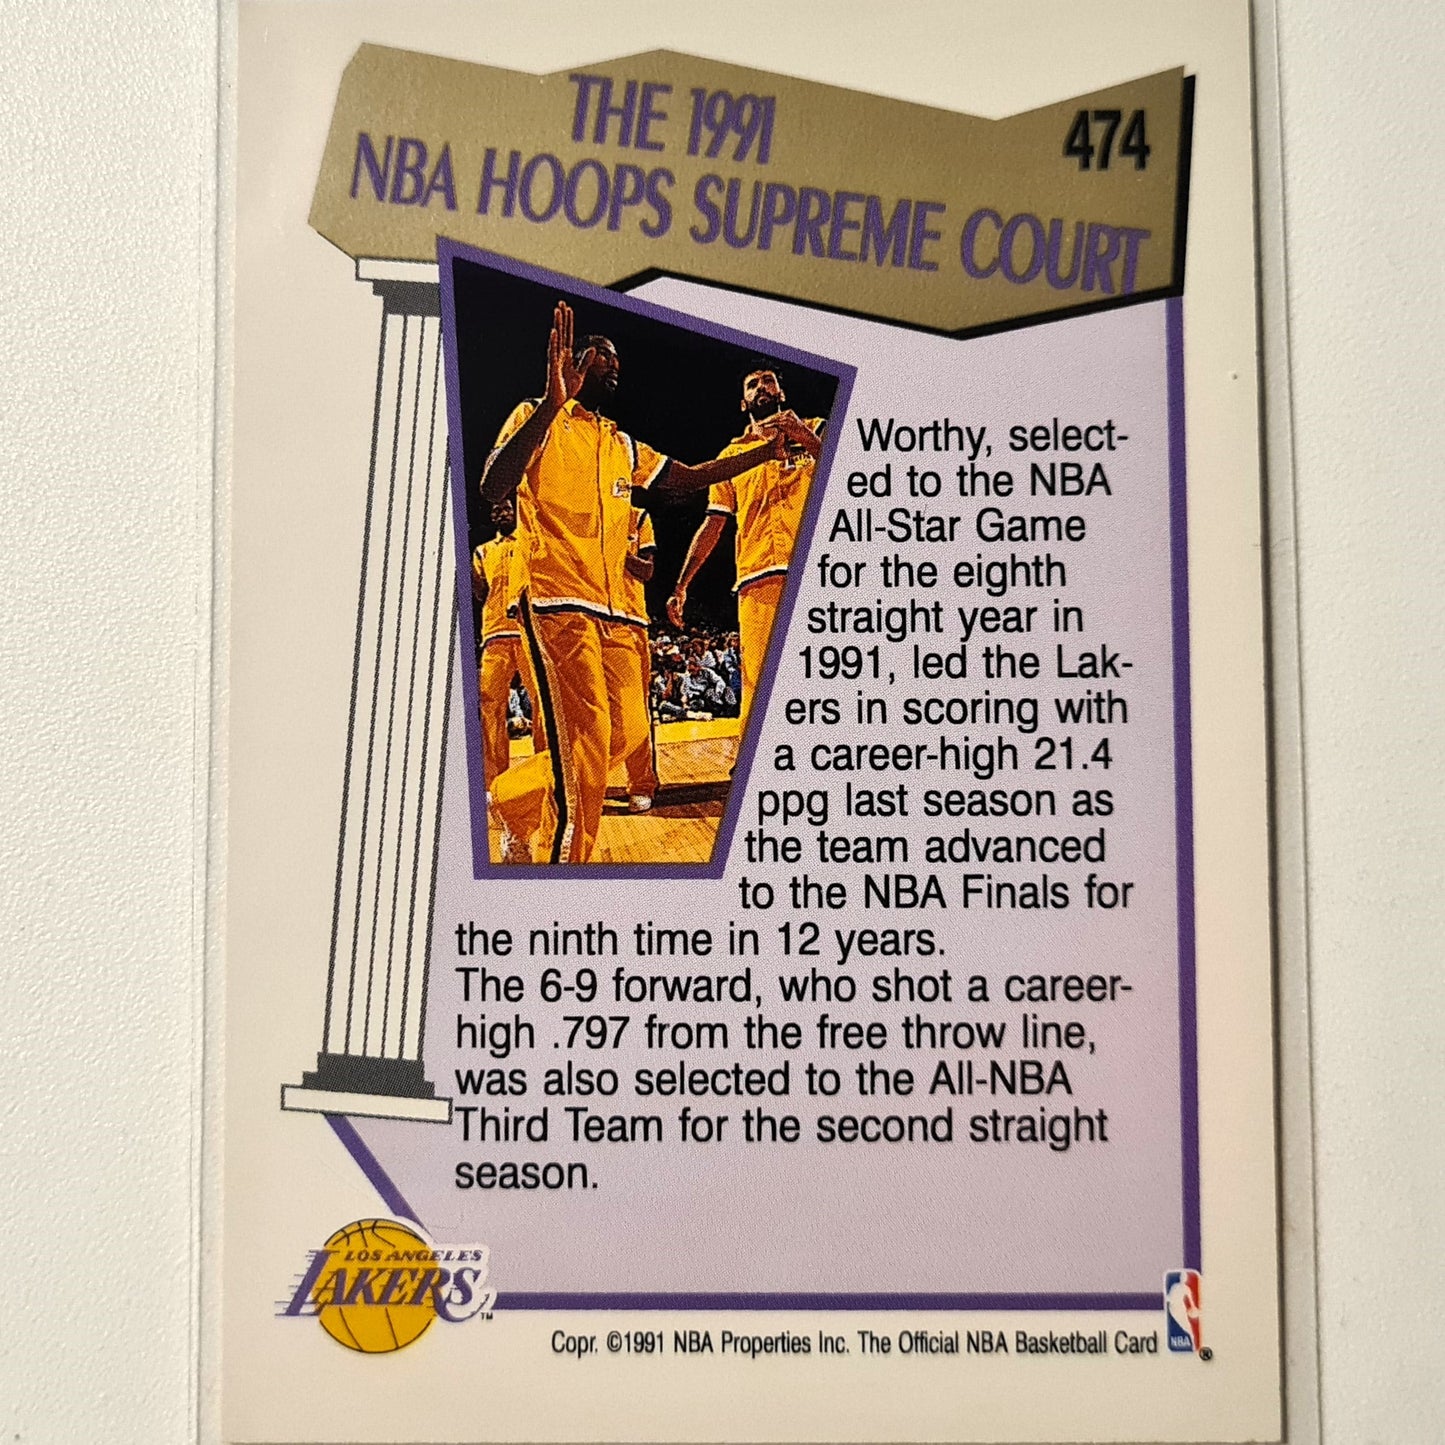 THE 1991
NBA HOOPS SUPREME COURT
474
Worthy, select-
ed to the NBA
All-Star Game
for the eighth
straight year in
1991, led the Lak-
ers in scoring with
a career-high 21.4
ppg last season as
the team advanced
to the NBA Finals for
the ninth time in 12 years.
The 6-9 forward, who shot a career-
high .797 from the free throw line,
was also selected to the All-NBA
Third Team for the second straight
season.
LOS ANGELES
LAKERS
TM
Copr. ©1991 NBA Properties Inc. The Official NBA Basketball Card
NBA
®